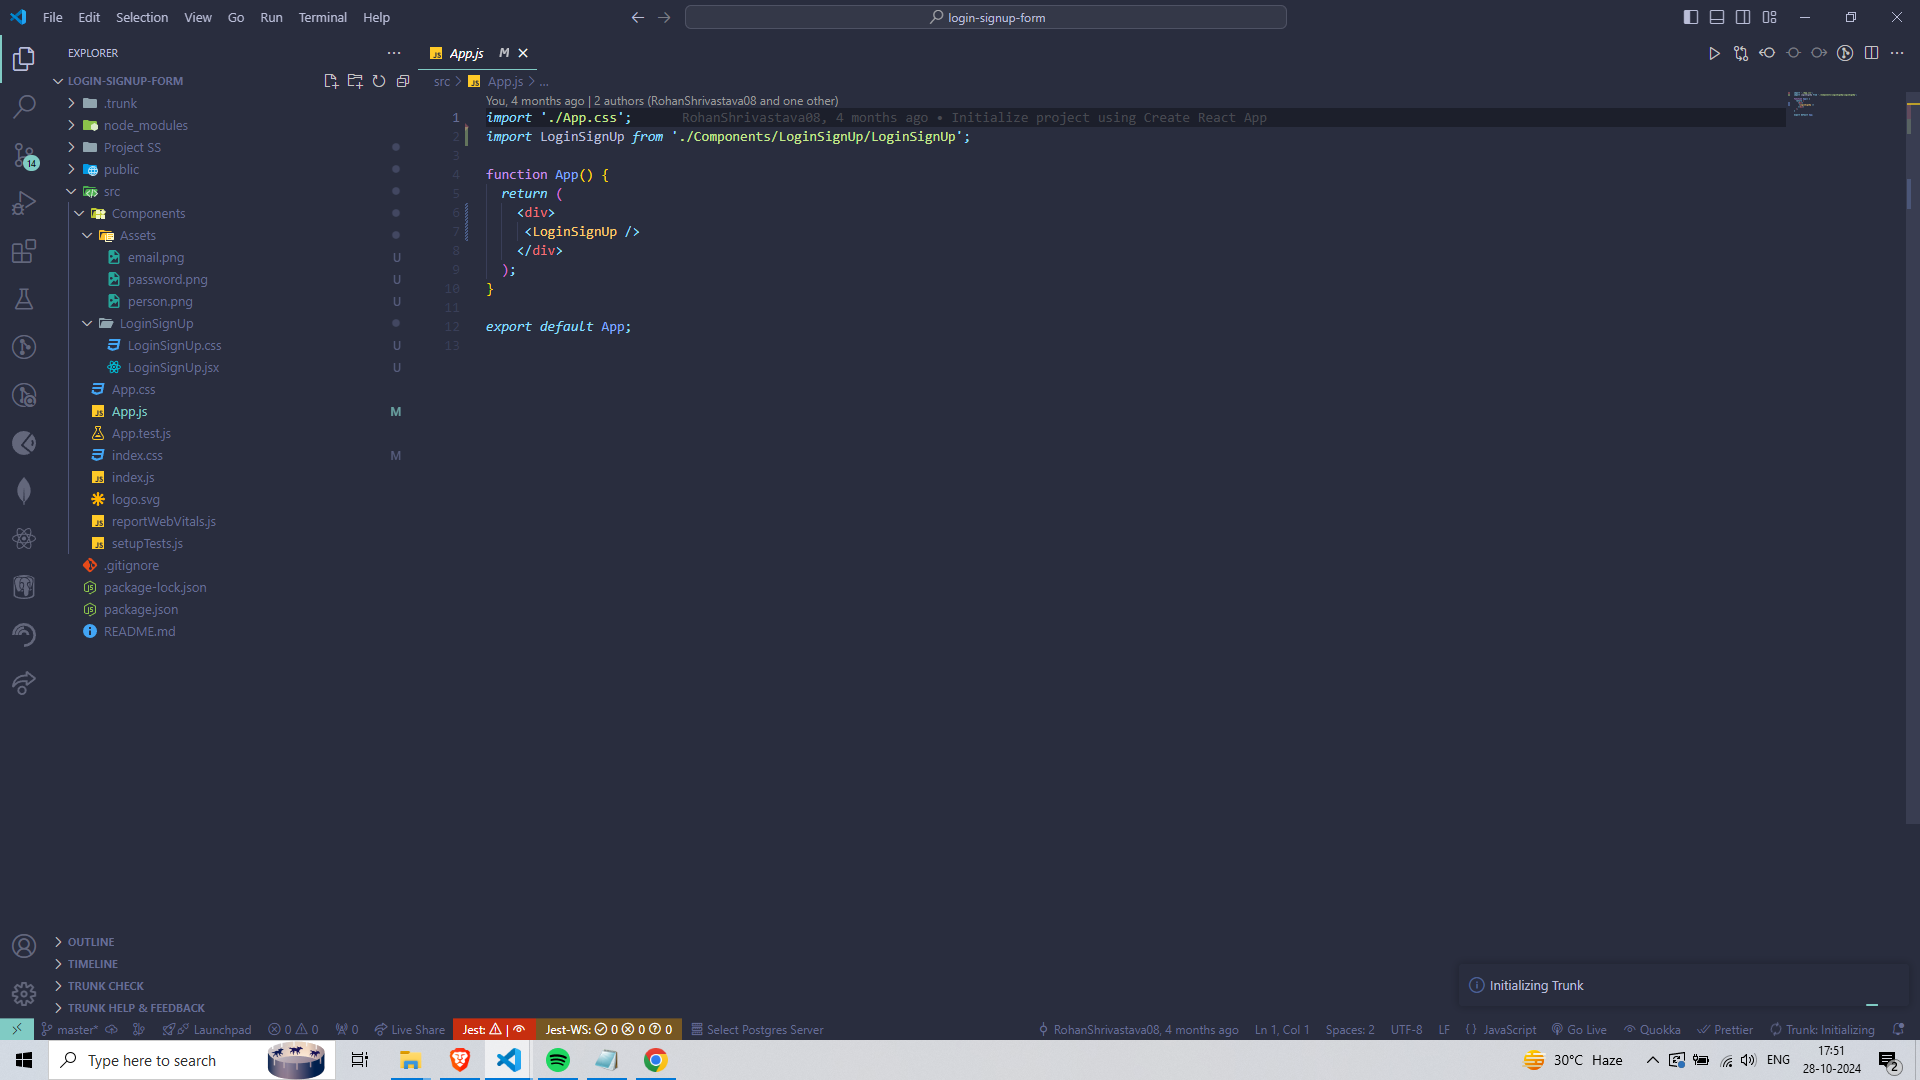 File Edit Selection View Go Run Terminal Help
login-signup-form
EXPLORER
LOGIN-SIGNUP-FORM
.trunk
node_modules
Project SS
public
src
Components
Assets
email.png U
password.png U
person.png U
LoginSignUp
LoginSignUp.css U
LoginSignUp.jsx U
App.css
App.js M
App.test.js
index.css M
index.js
logo.svg
reportWebVitals.js
setupTests.js
.gitignore
package-lock.json
package.json
README.md
14
OUTLINE
TIMELINE
TRUNK CHECK
TRUNK HELP & FEEDBACK
JS App.js M
src > JS App.js > ...
You, 4 months ago | 2 authors (RohanShrivastava08 and one other)
1 import './App.css'; RohanShrivastava08, 4 months ago • Initialize project using Create React App
2 import LoginSignUp from './Components/LoginSignUp/LoginSignUp';
3
4 function App() {
5 return (
6 <div>
7 <LoginSignUp />
8 </div>
9 );
10 }
11
12 export default App;
13
Initializing Trunk
master* Launchpad 0 0 0 Live Share Jest: | Jest-WS: 0 0 0 Select Postgres Server RohanShrivastava08, 4 months ago Ln 1, Col 1 Spaces: 2 UTF-8 LF {} JavaScript Go Live Quokka Prettier Trunk: Initializing
Type here to search
30°C Haze
ENG
17:51
28-10-2024
2